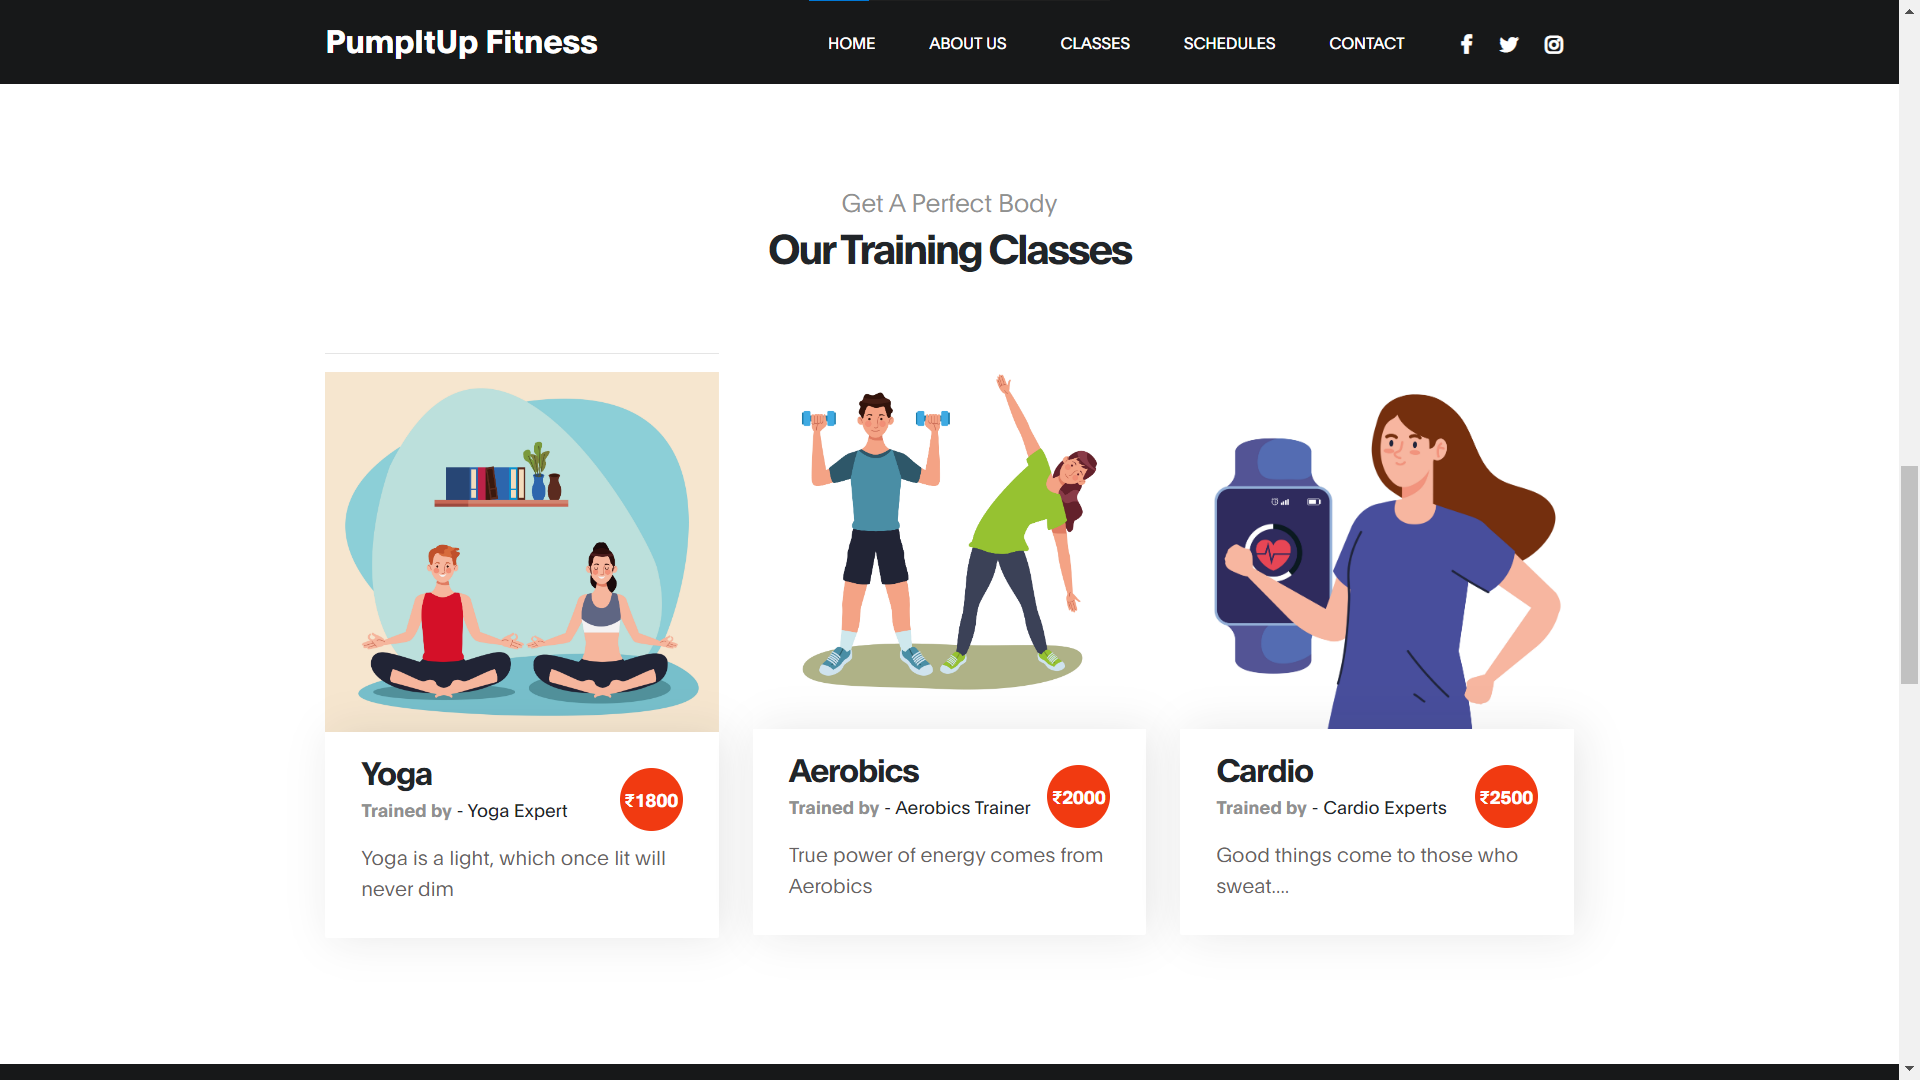 PumpItUp Fitness
HOME
ABOUT US
CLASSES
SCHEDULES
CONTACT
Get A Perfect Body
Our Training Classes
Yoga
Trained by - Yoga Expert
₹1800
Yoga is a light, which once lit will
never dim
Aerobics
Trained by - Aerobics Trainer
₹2000
True power of energy comes from
Aerobics
Cardio
Trained by - Cardio Experts
₹2500
Good things come to those who
sweat....